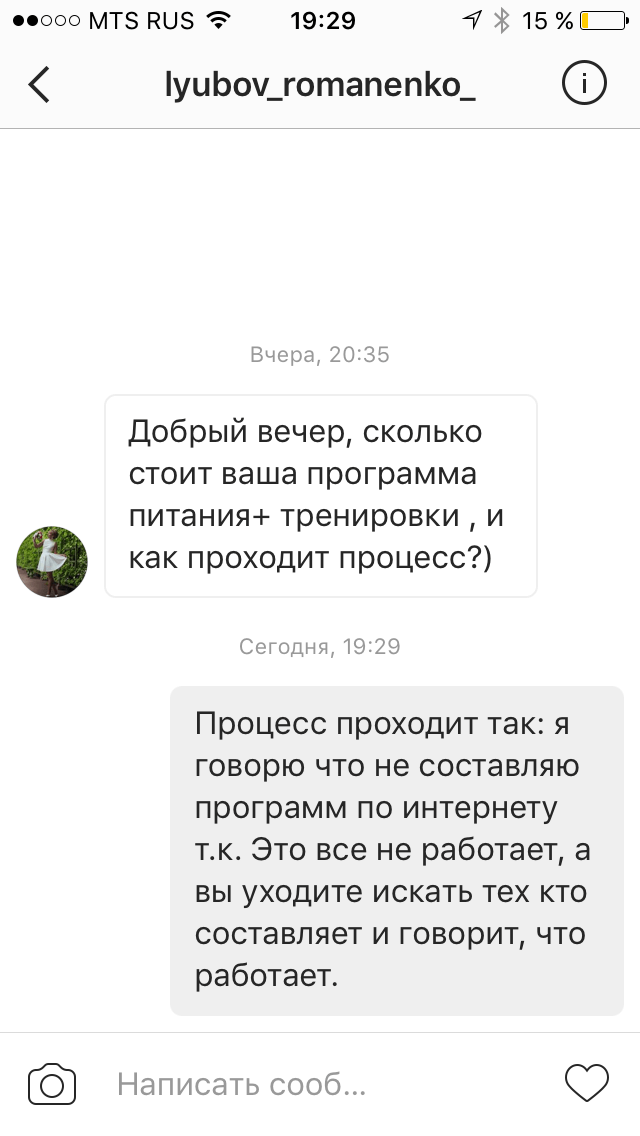 MTS RUS 19:29 15 %
lyubov_romanenko_
Вчера, 20:35
Добрый вечер, сколько
стоит ваша программа
питания+ тренировки , и
как проходит процесс?)
Сегодня, 19:29
Процесс проходит так: я
говорю что не составляю
программ по интернету
т.к. Это все не работает, а
вы уходите искать тех кто
составляет и говорит, что
работает.
Написать сооб...